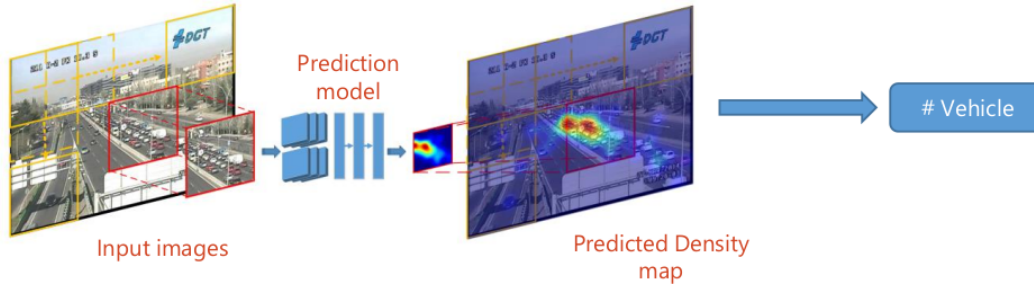 DGT
Prediction
model
DGT
# Vehicle
Input images
Predicted Density
map